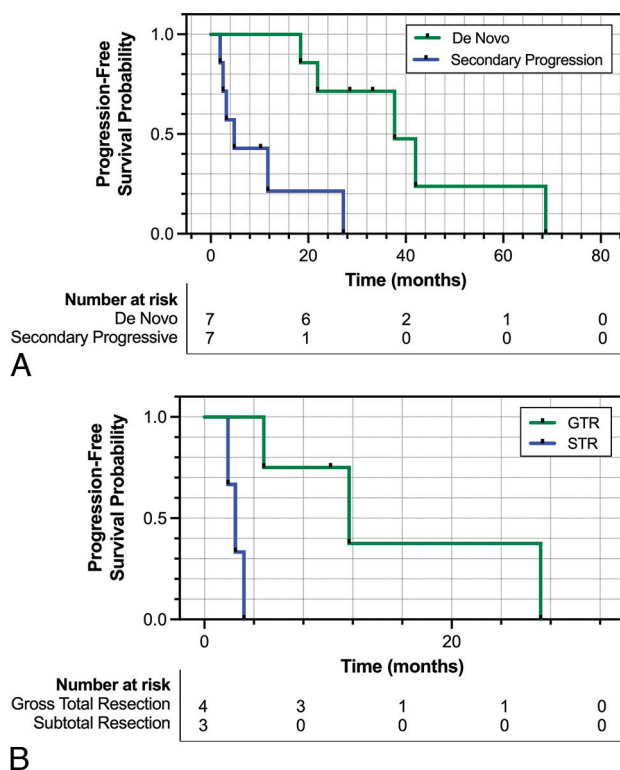 De Novo
Secondary Progression
Progression-Free
Survival Probability
1.0
0.5
0.0
0 20 40 60 80
Time (months)
Number at risk
De Novo 7 6 2 1 0
Secondary Progressive 7 1 0 0 0
A
GTR
STR
Progression-Free
Survival Probability
1.0
0.5
0.0
0 20
Time (months)
Number at risk
Gross Total Resection 4 3 1 1 0
Subtotal Resection 3 0 0 0 0
B